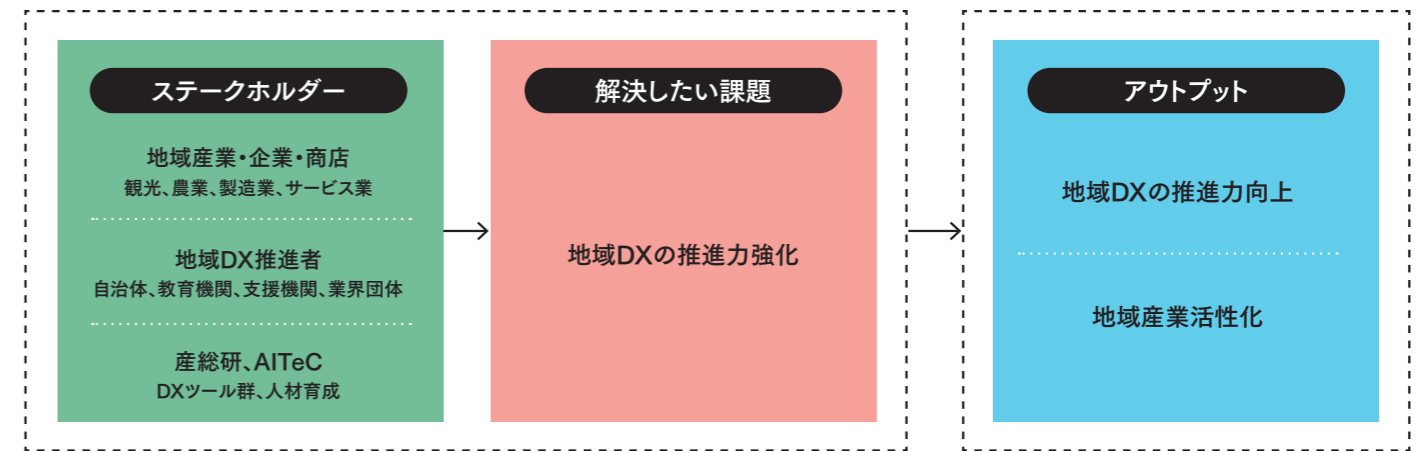 ステークホルダー
地域産業・企業・商店
観光、農業、製造業、サービス業
地域DX推進者
自治体、教育機関、支援機関、業界団体
産総研、AITeC
DXツール群、人材育成
解決したい課題
地域DXの推進力強化
アウトプット
地域DXの推進力向上
地域産業活性化